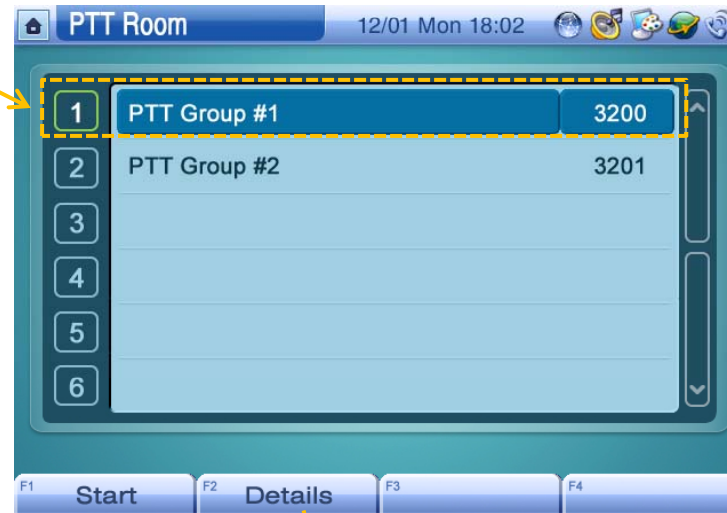 PTT Room 12/01 Mon 18:02
1 PTT Group #1 3200
2 PTT Group #2 3201
3
4
5
6
F1 Start F2 Details F3 F4